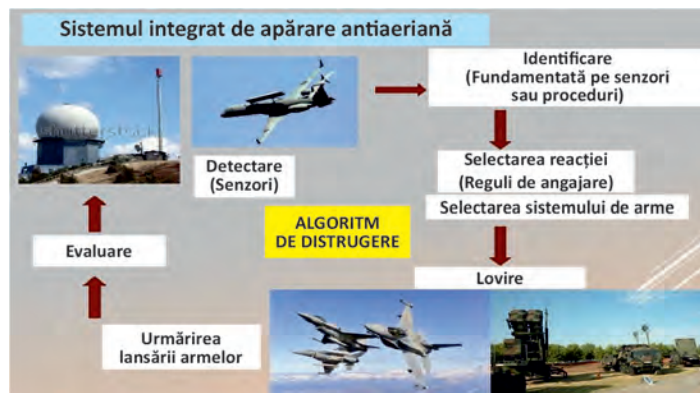 Sistemul integrat de apărare antiaeriană
Identificare
(Fundamentată pe senzori
sau proceduri)
Detectare
(Senzori)
Selectarea reacției
(Reguli de angajare)
Selectarea sistemului de arme
ALGORITM
DE DISTRUGERE
Evaluare
Lovire
Urmărirea
lansării armelor